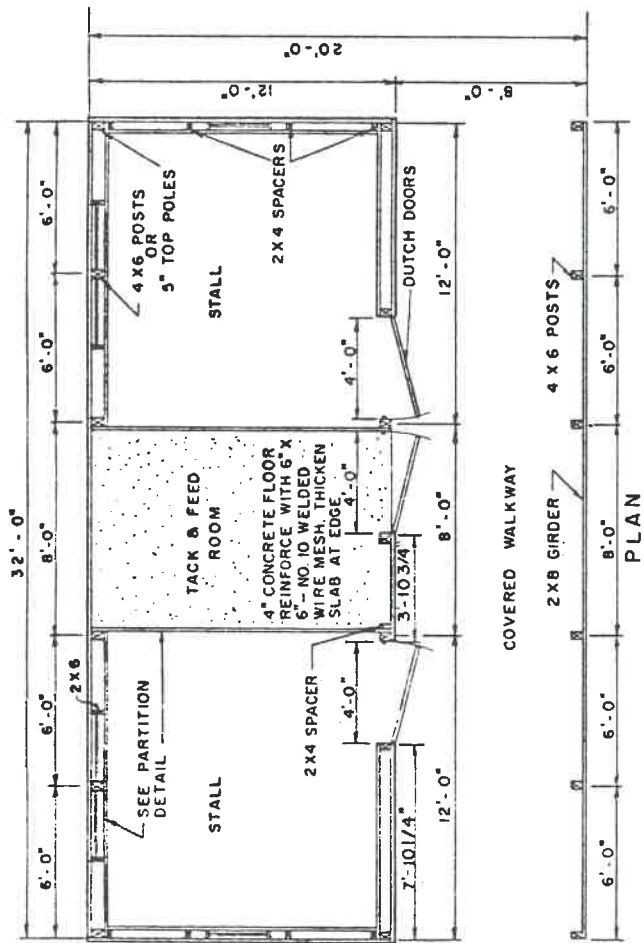 32'-0"
6'-0"
6'-0"
8'-0"
6'-0"
6'-0"
20'-0"
12'-0"
8'-0"
2X6
SEE PARTITION
DETAIL
STALL
TACK & FEED
ROOM
4" CONCRETE FLOOR
REINFORCE WITH 6" X
6" – NO. 10 WELDED
WIRE MESH, THICKEN
SLAB AT EDGE
4 X 6 POSTS
OR
5" TOP POLES
STALL
2X4 SPACERS
2X4 SPACER
4'-0"
4'-0"
4'-0"
DUTCH DOORS
7'-10 1/4"
3-10 3/4
12'-0"
8'-0"
12'-0"
COVERED WALKWAY
2X8 GIRDER
4 X 6 POSTS
6'-0"
6'-0"
8'-0"
6'-0"
6'-0"
PLAN